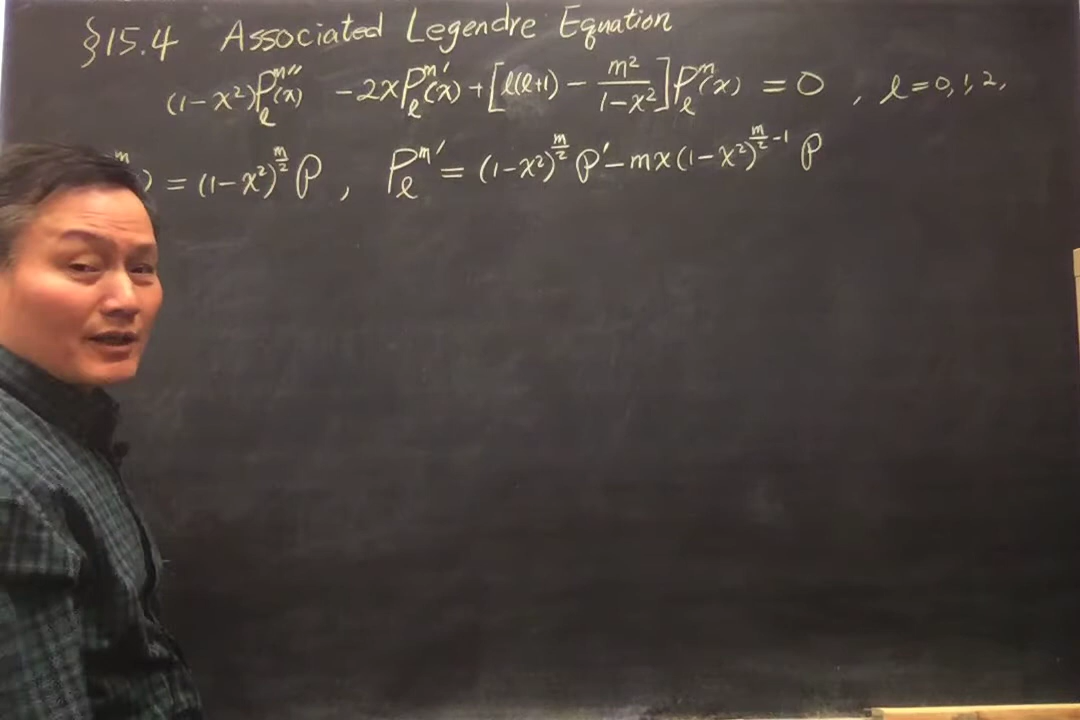 §15.4 Associated Legendre Equation
(1-x²)P_ℓ^m''(x) -2xP_ℓ^m'(x) + [ℓ(ℓ+1) - m²/(1-x²)]P_ℓ^m(x) = 0 , ℓ=0,1,2,
m) = (1-x²)^(m/2) P , P_ℓ^m' = (1-x²)^(m/2) P' - mx(1-x²)^(m/2 -1) P